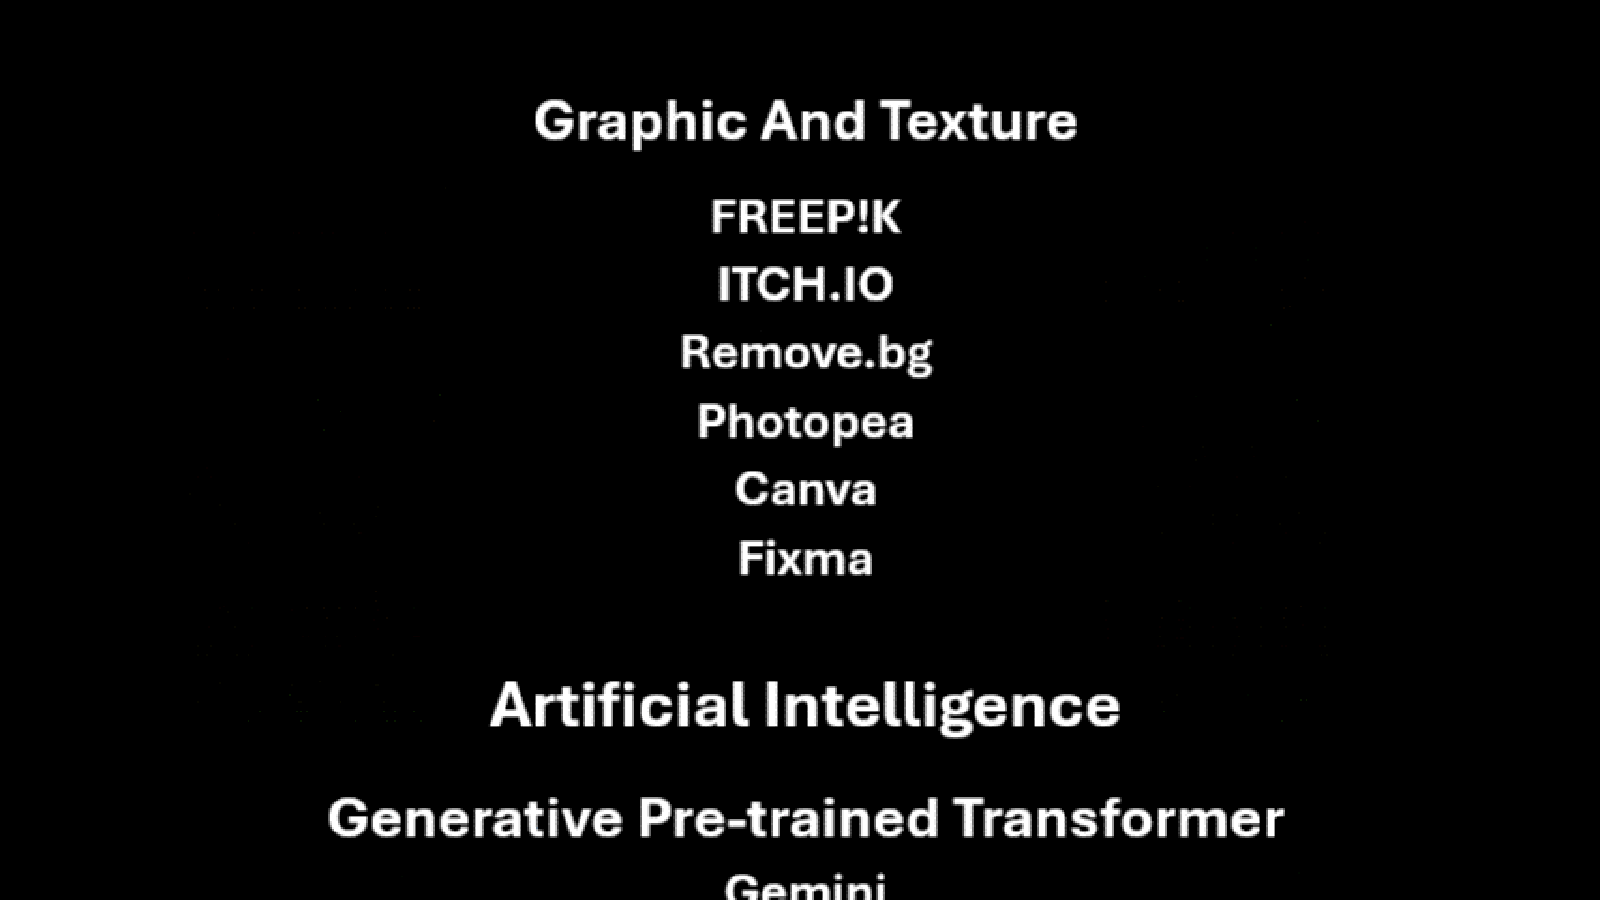 Graphic And Texture
FREEP!K
ITCH.IO
Remove.bg
Photopea
Canva
Fixma
Artificial Intelligence
Generative Pre-trained Transformer
Gemini